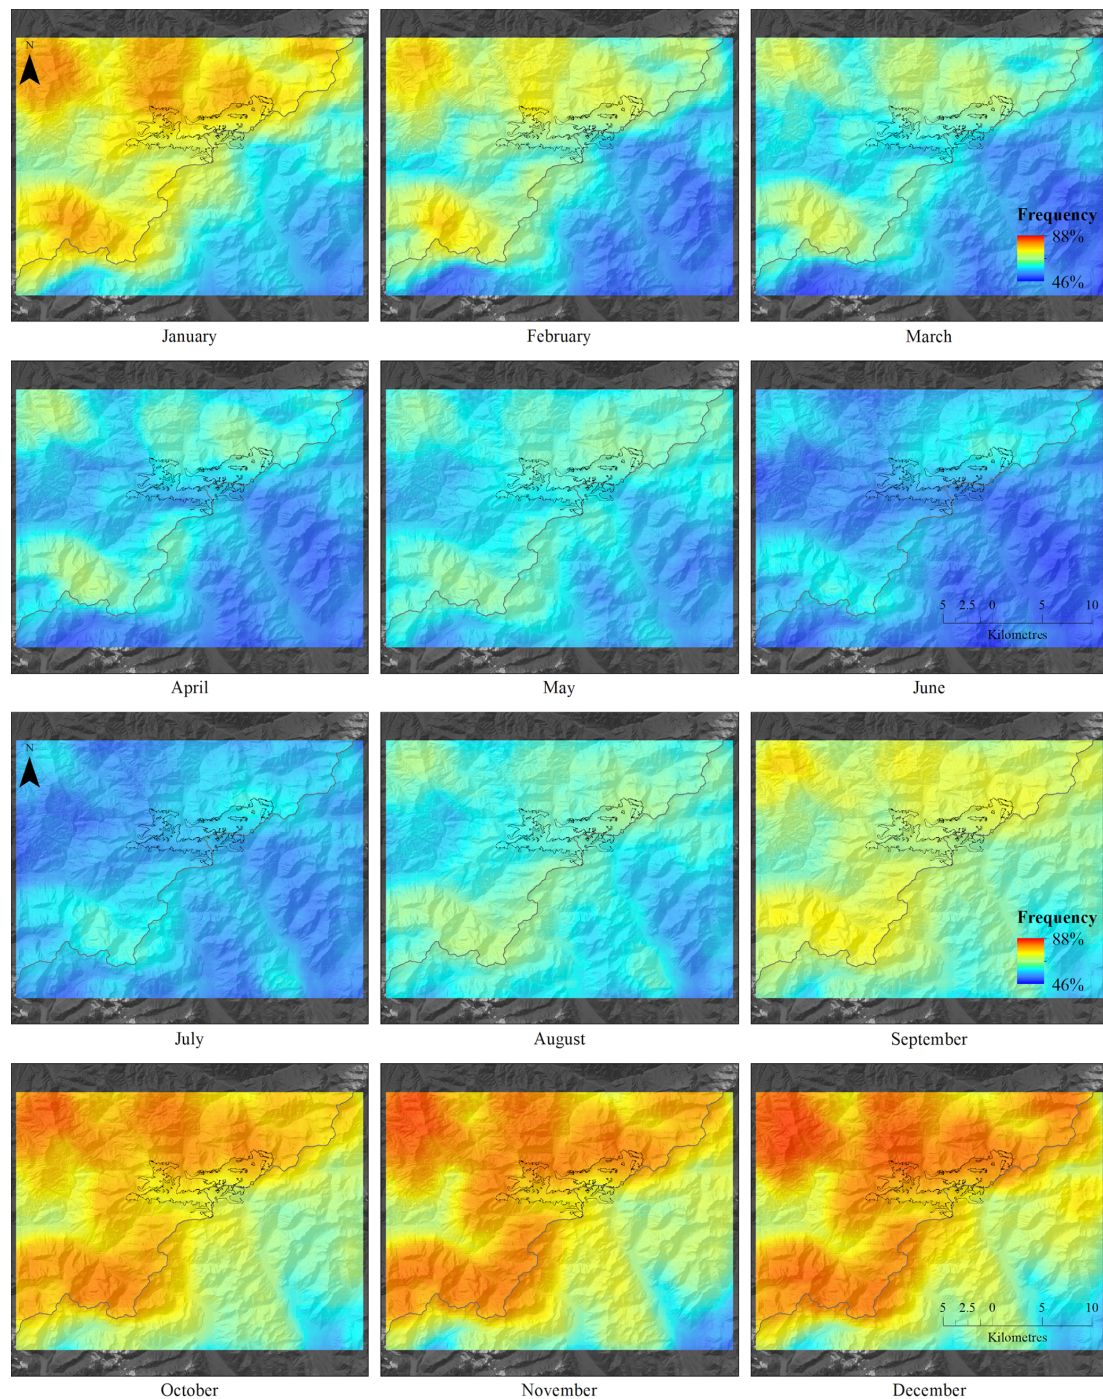 N
Frequency
88%
46%
January
February
March
5 2.5 0 5 10
Kilometres
April
May
June
N
Frequency
88%
46%
July
August
September
5 2.5 0 5 10
Kilometres
October
November
December